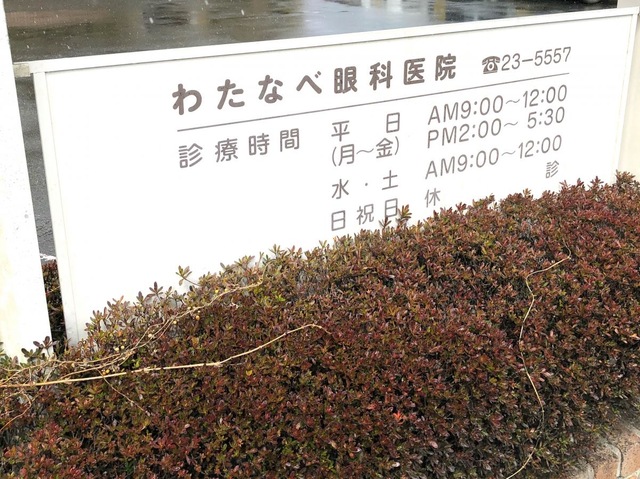 わたなべ眼科医院 ☎23-5557
診療時間 平日 AM9:00～12:00
(月～金) PM2:00～5:30
水・土 AM9:00～12:00
日祝日 休診